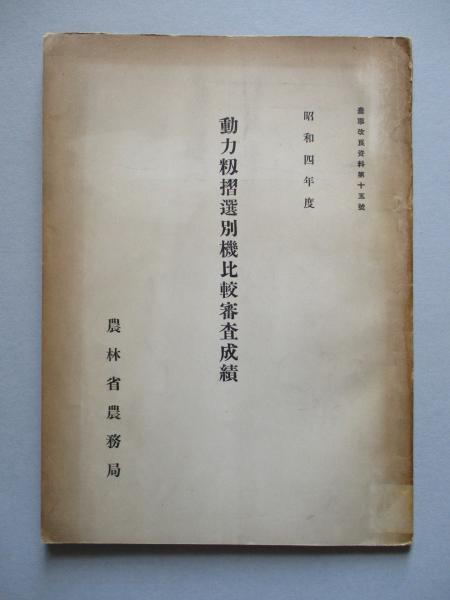 農事改良資料第十五號
昭和四年度
動力籾摺選別機比較審査成績
農林省農務局